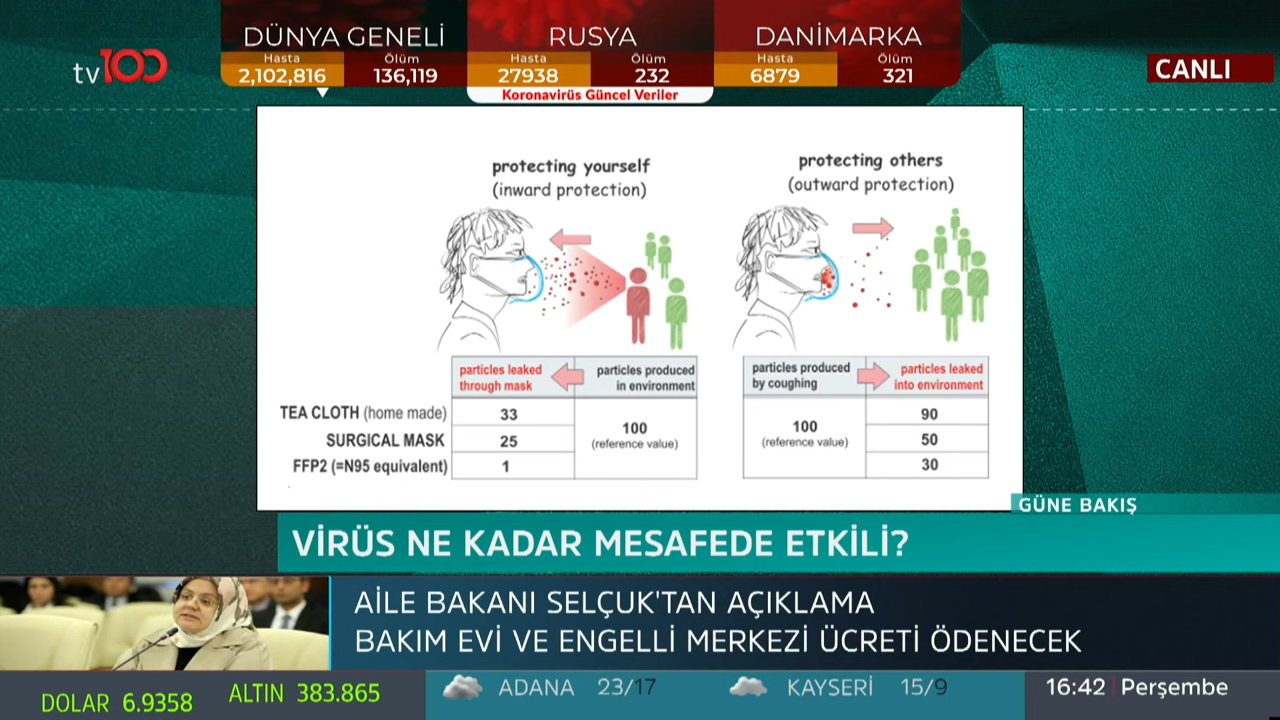 DÜNYA GENELİ
Hasta
Ölüm
2,102,816
136,119
RUSYA
Hasta
Ölüm
27938
232
DANİMARKA
Hasta
Ölüm
6879
321
Koronavirüs Güncel Veriler
tv100
CANLI
protecting yourself
(inward protection)
protecting others
(outward protection)
particles leaked
through mask
particles produced
in environment
particles produced
by coughing
particles leaked
into environment
TEA CLOTH (home made)
33
SURGICAL MASK
25
FFP2 (=N95 equivalent)
1
100
(reference value)
100
(reference value)
90
50
30
GÜNE BAKIŞ
VİRÜS NE KADAR MESAFEDE ETKİLİ?
AİLE BAKANI SELÇUK'TAN AÇIKLAMA
BAKIM EVİ VE ENGELLİ MERKEZİ ÜCRETİ ÖDENECEK
DOLAR 6.9358
ALTIN 383.865
ADANA 23/17
KAYSERİ 15/9
16:42 Perşembe